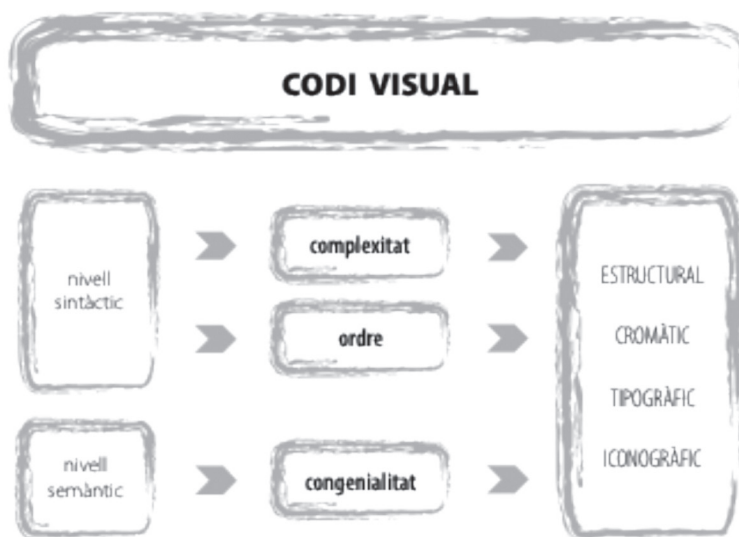 CODI VISUAL
nivell
sintàctic
complexitat
ordre
nivell
semàntic
congenialitat
ESTRUCTURAL
CROMÀTIC
TIPOGRÀFIC
ICONOGRÀFIC